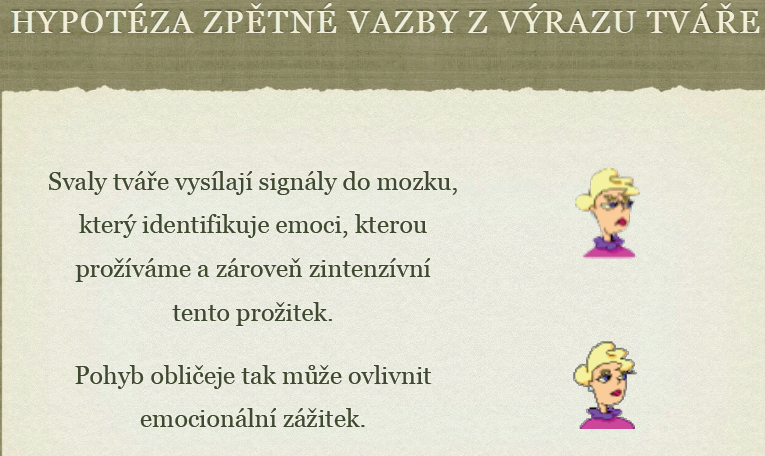 HYPOTÉZA ZPĚTNÉ VAZBY Z VÝRAZU TVÁŘE
Svaly tváře vysílají signály do mozku,
který identifikuje emoci, kterou
prožíváme a zároveň zintenzívní
tento prožitek.
Pohyb obličeje tak může ovlivnit
emocionální zážitek.